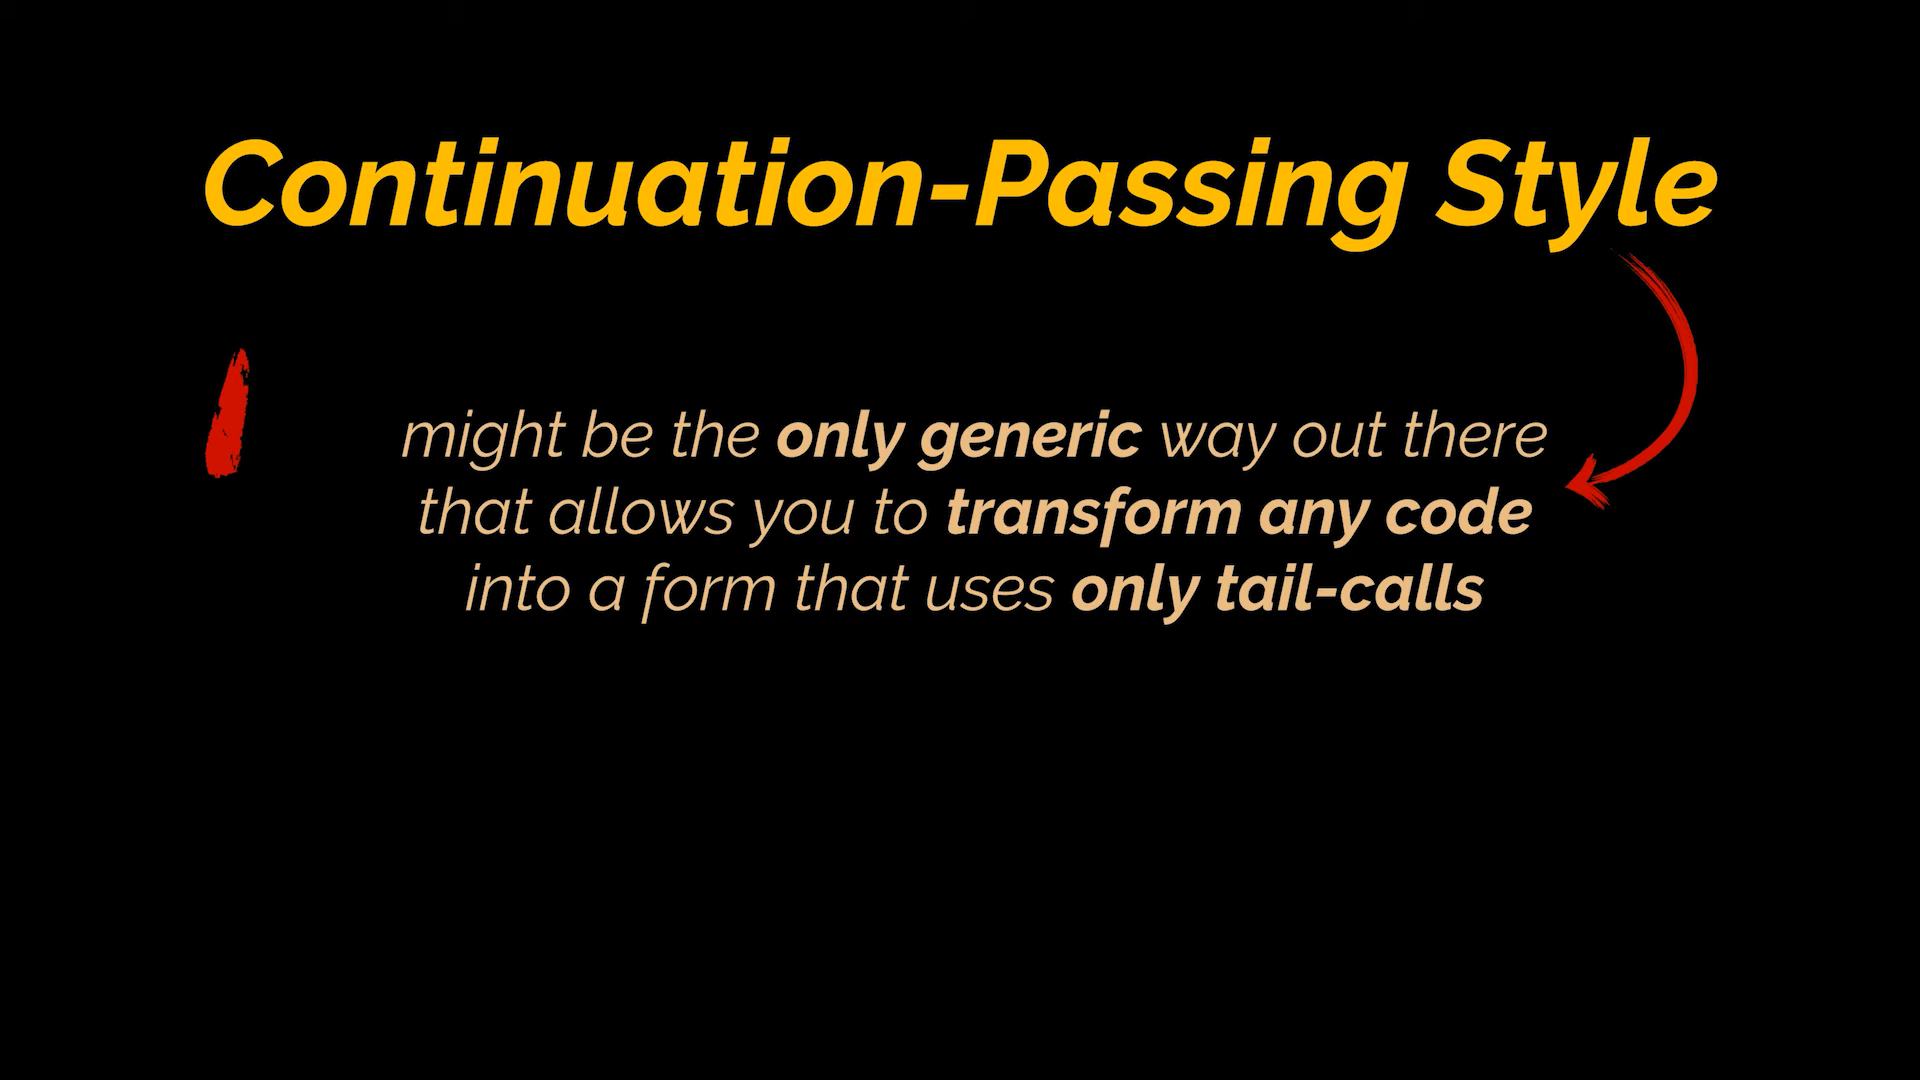 Continuation-Passing Style
might be the only generic way out there
that allows you to transform any code
into a form that uses only tail-calls